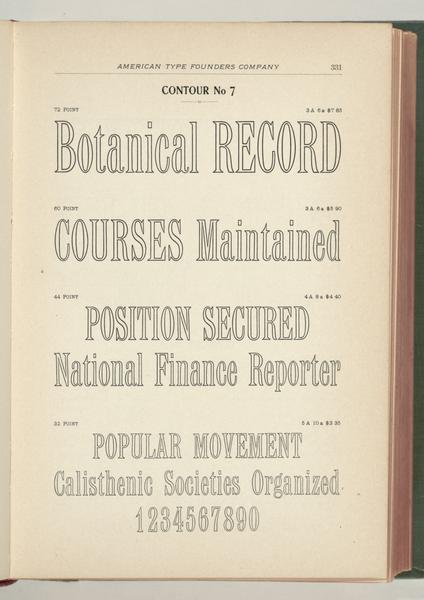 AMERICAN TYPE FOUNDERS COMPANY 331
CONTOUR No 7
72 POINT 3 A 6 a $7 85
Botanical RECORD
60 POINT 3 A 6 a $5 90
COURSES Maintained
44 POINT 4 A 8 a $4 40
POSITION SECURED
National Finance Reporter
32 POINT 5 A 10 a $3 35
POPULAR MOVEMENT
Calisthenic Societies Organized
1234567890